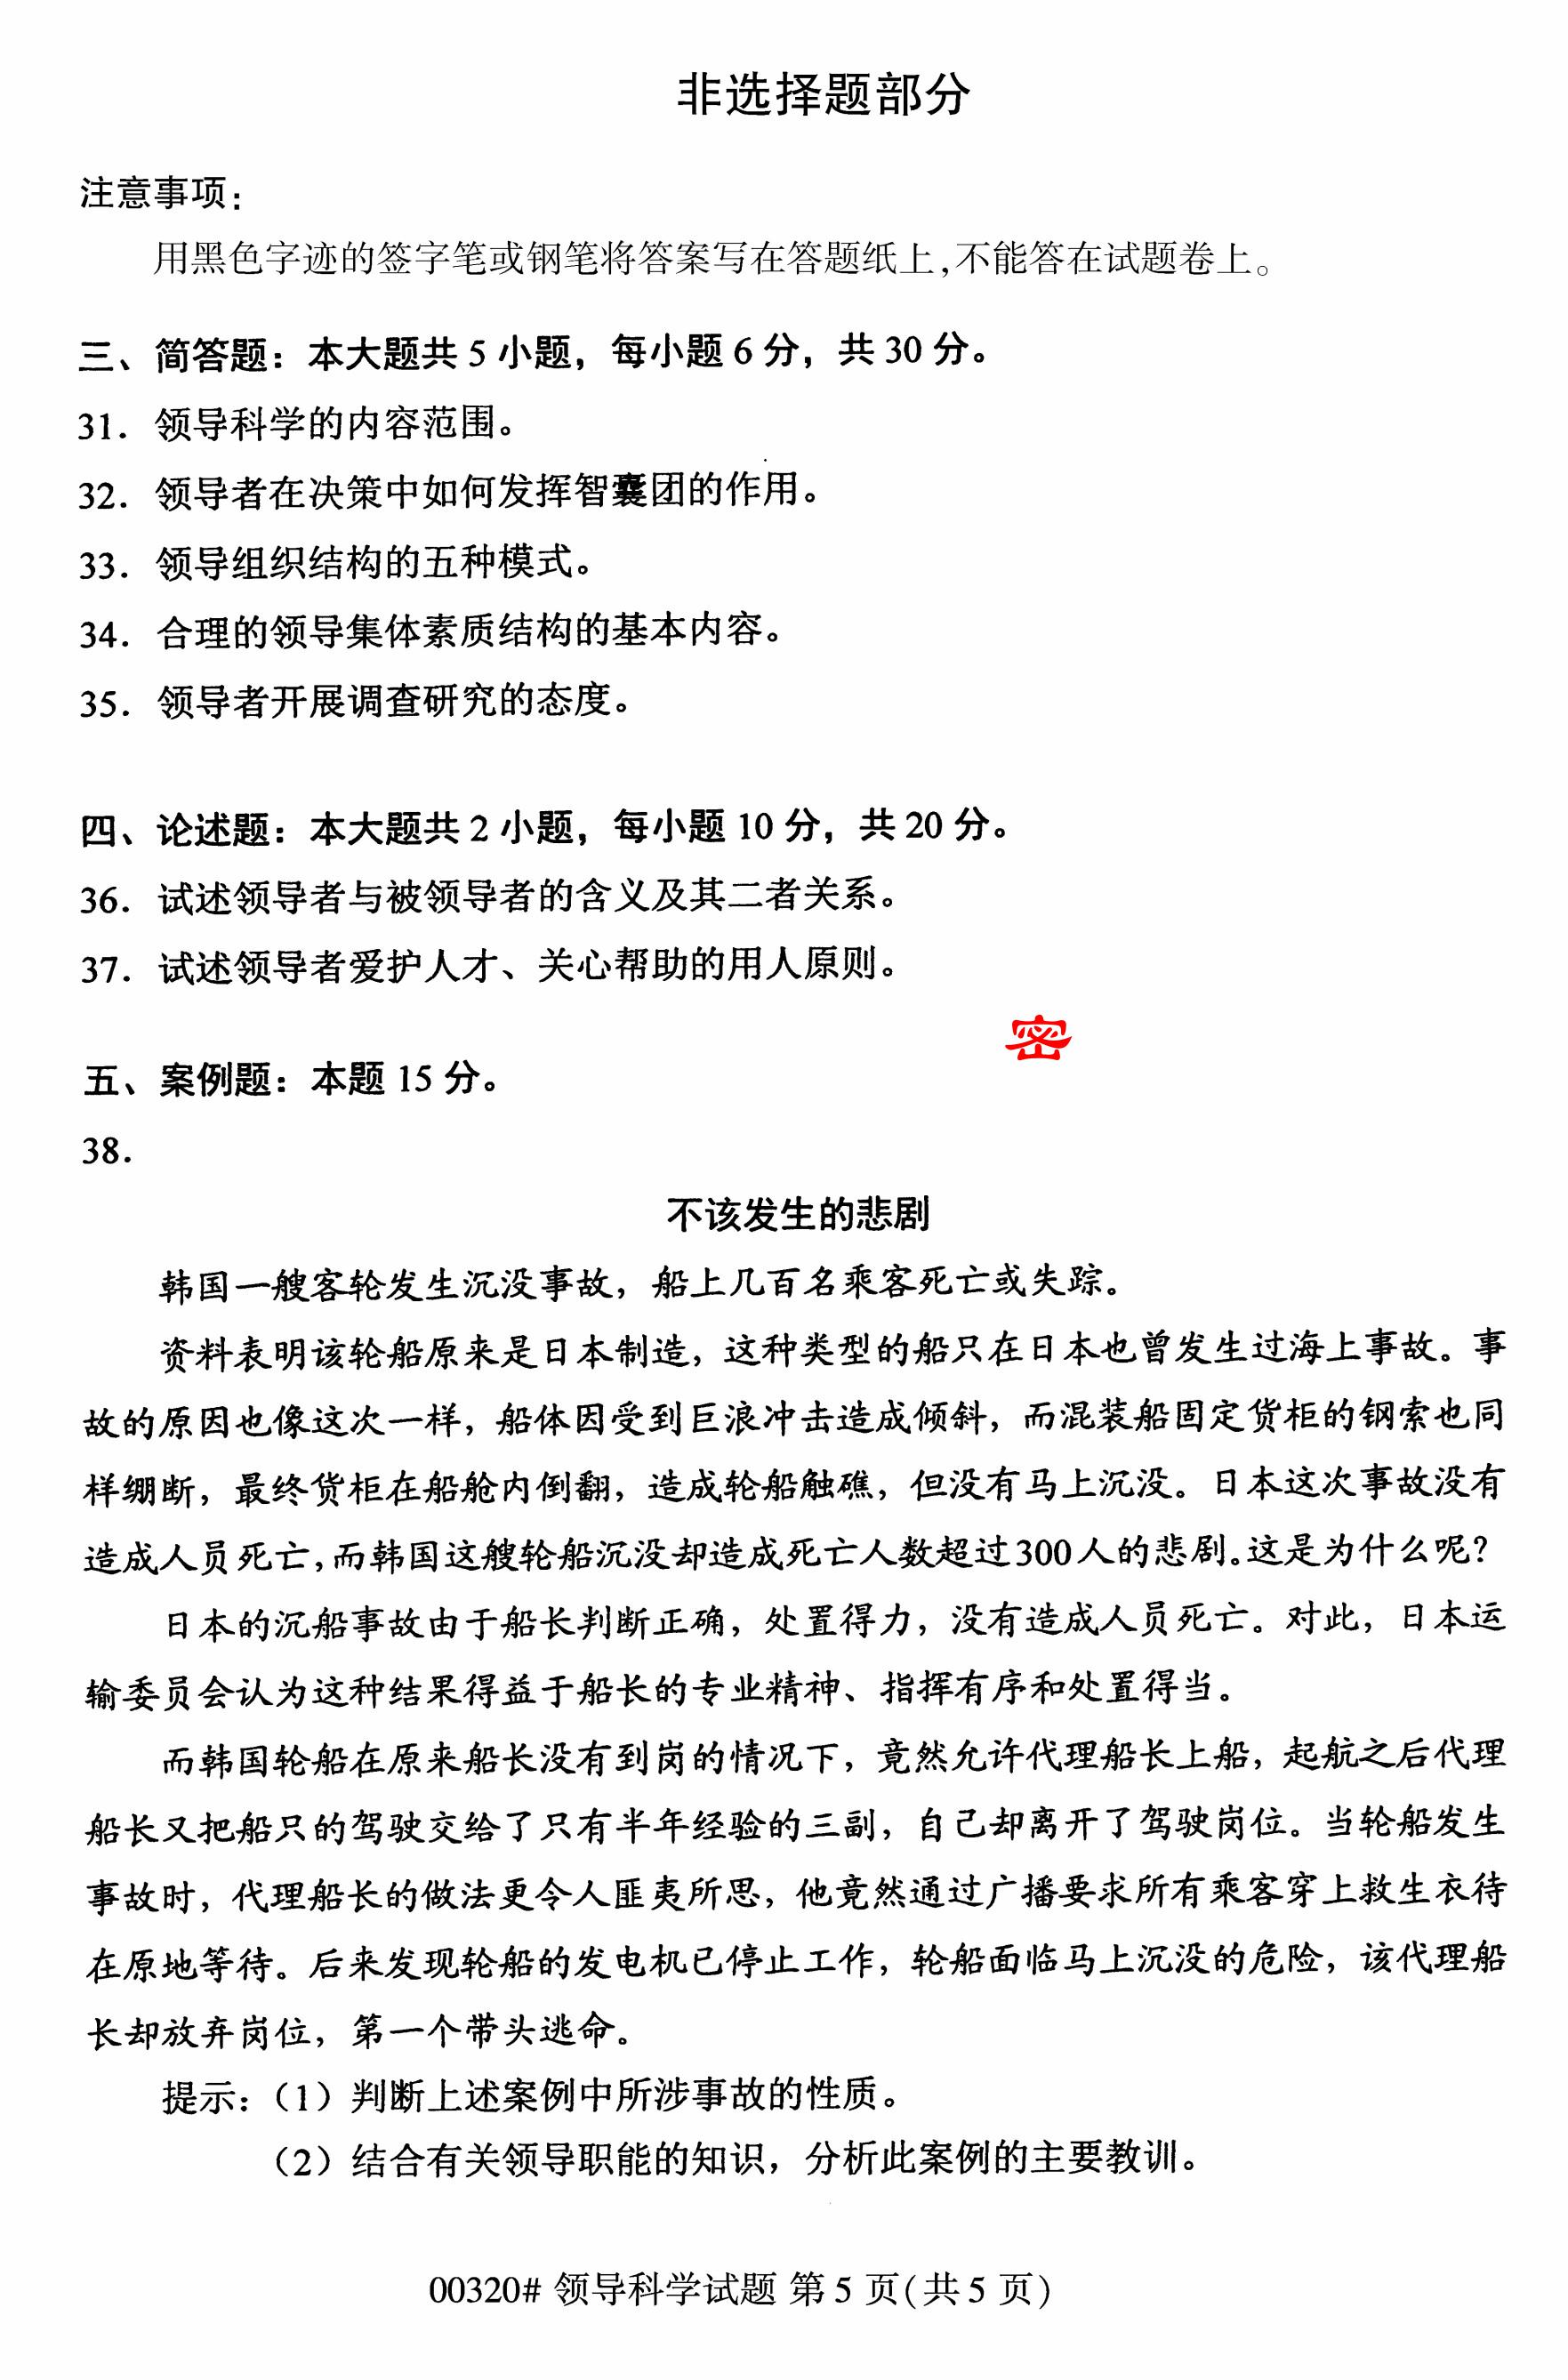 非选择题部分
注意事项：
用黑色字迹的签字笔或钢笔将答案写在答题纸上，不能答在试题卷上。
三、简答题：本大题共 5 小题，每小题 6 分，共 30 分。
31．领导科学的内容范围。
32．领导者在决策中如何发挥智囊团的作用。
33．领导组织结构的五种模式。
34．合理的领导集体素质结构的基本内容。
35．领导者开展调查研究的态度。
四、论述题：本大题共 2 小题，每小题 10 分，共 20 分。
36．试述领导者与被领导者的含义及其二者关系。
37．试述领导者爱护人才、关心帮助的用人原则。
密
五、案例题：本题 15 分。
38．
不该发生的悲剧
韩国一艘客轮发生沉没事故，船上几百名乘客死亡或失踪。
资料表明该轮船原来是日本制造，这种类型的船只在日本也曾发生过海上事故。事
故的原因也像这次一样，船体因受到巨浪冲击造成倾斜，而混装船固定货柜的钢索也同
样绷断，最终货柜在船舱内倒翻，造成轮船触礁，但没有马上沉没。日本这次事故没有
造成人员死亡，而韩国这艘轮船沉没却造成死亡人数超过300人的悲剧。这是为什么呢？
日本的沉船事故由于船长判断正确，处置得力，没有造成人员死亡。对此，日本运
输委员会认为这种结果得益于船长的专业精神、指挥有序和处置得当。
而韩国轮船在原来船长没有到岗的情况下，竟然允许代理船长上船，起航之后代理
船长又把船只的驾驶交给了只有半年经验的三副，自己却离开了驾驶岗位。当轮船发生
事故时，代理船长的做法更令人匪夷所思，他竟然通过广播要求所有乘客穿上救生衣待
在原地等待。后来发现轮船的发电机已停止工作，轮船面临马上沉没的危险，该代理船
长却放弃岗位，第一个带头逃命。
提示：（1）判断上述案例中所涉事故的性质。
（2）结合有关领导职能的知识，分析此案例的主要教训。
00320# 领导科学试题 第 5 页(共 5 页)